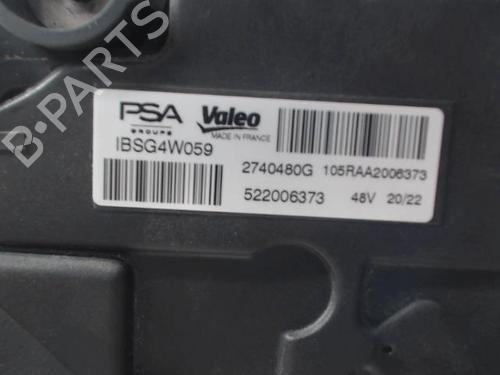 PSA
GROUPE
Valeo
MADE IN FRANCE
IBSG4W059
2740480G 105RAA2006373
522006373 48V 20/22
B-PARTS